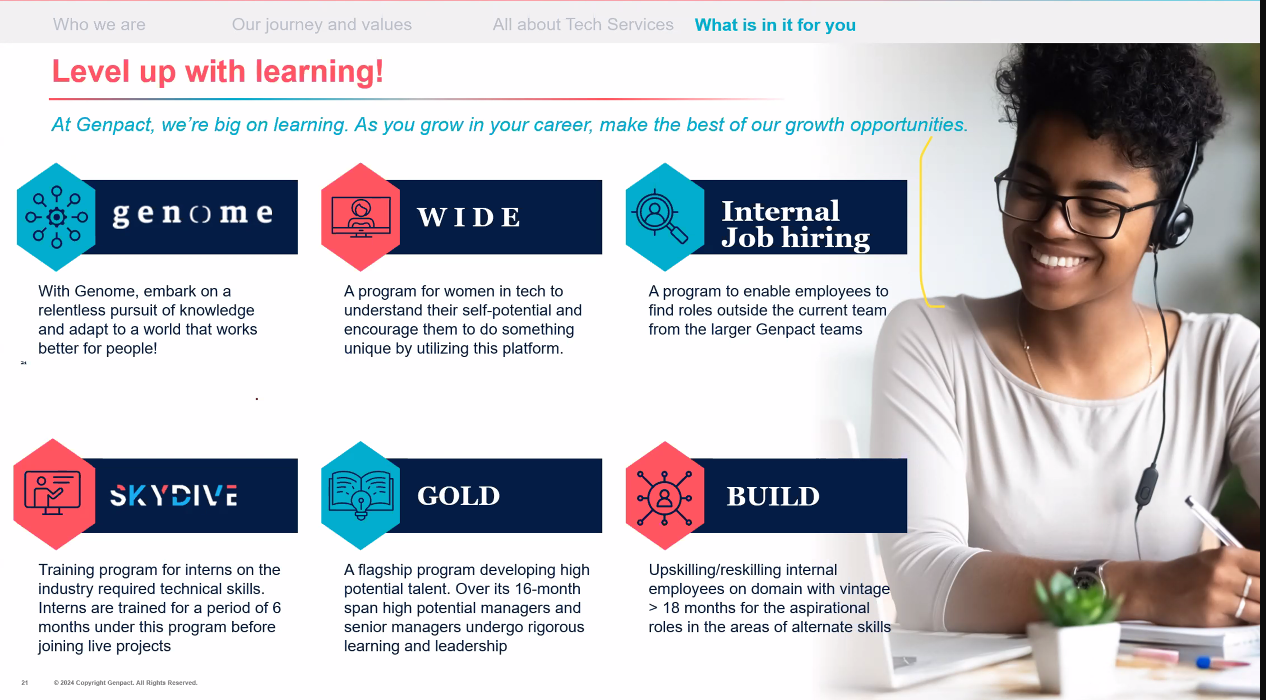 Who we are
Our journey and values
All about Tech Services
What is in it for you
Level up with learning!
At Genpact, we're big on learning. As you grow in your career, make the best of our growth opportunities.
genome
With Genome, embark on a
relentless pursuit of knowledge
and adapt to a world that works
better for people!
WIDE
A program for women in tech to
understand their self-potential and
encourage them to do something
unique by utilizing this platform.
Internal
Job hiring
A program to enable employees to
find roles outside the current team
from the larger Genpact teams
SKYDIVE
Training program for interns on the
industry required technical skills.
Interns are trained for a period of 6
months under this program before
joining live projects
GOLD
A flagship program developing high
potential talent. Over its 16-month
span high potential managers and
senior managers undergo rigorous
learning and leadership
BUILD
Upskilling/reskilling internal
employees on domain with vintage
> 18 months for the aspirational
roles in the areas of alternate skills
21
© 2024 Copyright Genpact. All Rights Reserved.